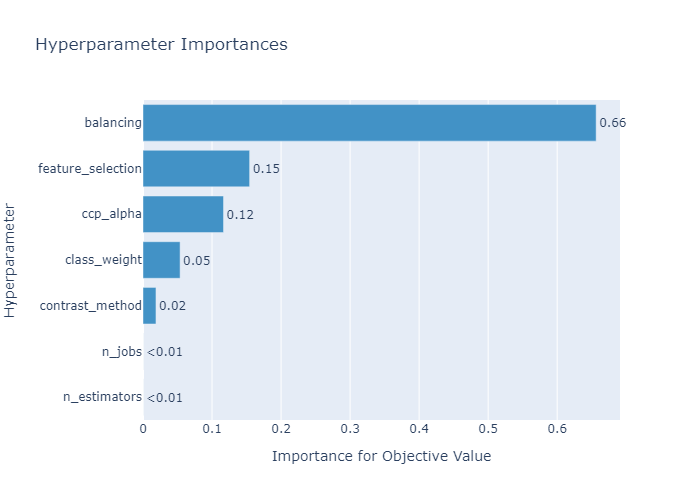 Hyperparameter Importances
Hyperparameter
balancing 0.66
feature_selection 0.15
ccp_alpha 0.12
class_weight 0.05
contrast_method 0.02
n_jobs <0.01
n_estimators <0.01
0 0.1 0.2 0.3 0.4 0.5 0.6
Importance for Objective Value